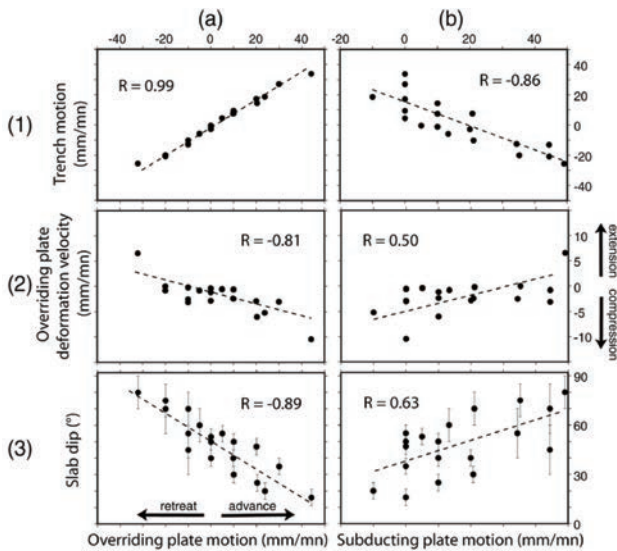 (a) (b)
-40 -20 0 20 40 -20 0 20 40
(1)
Trench motion
(mm/mn)
R = 0.99
R = -0.86
40
20
0
-20
-40
(2)
Overriding plate
deformation velocity
(mm/mn)
R = -0.81
R = 0.50
10
5
0
-5
-10
extension
compression
(3)
Slab dip (°)
R = -0.89
R = 0.63
90
60
30
0
retreat advance
Overriding plate motion (mm/mn) Subducting plate motion (mm/mn)